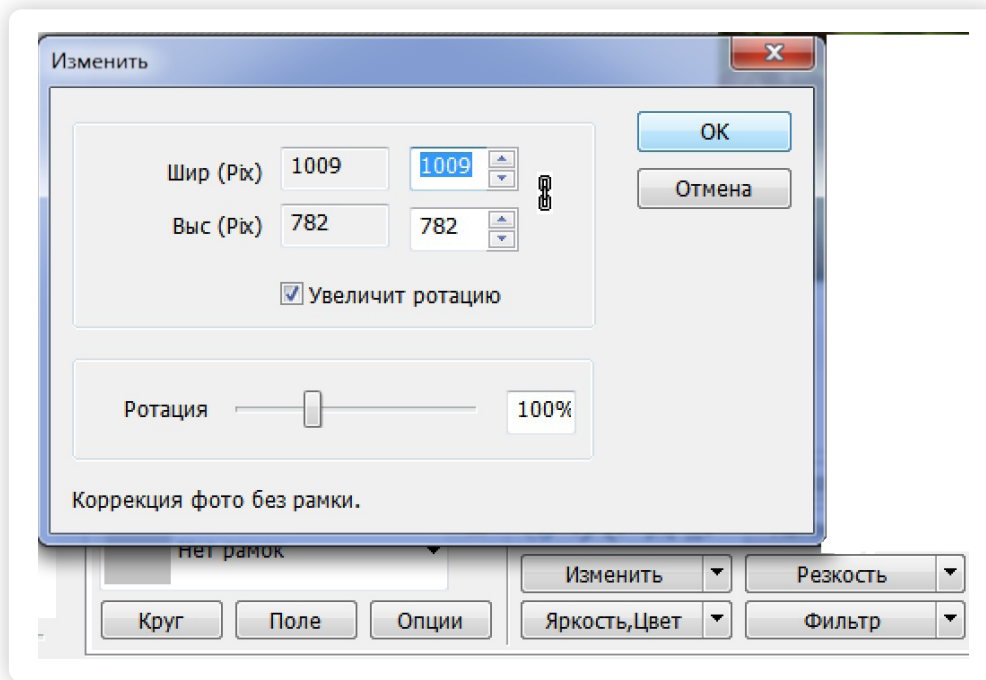 Изменить
OK
Шир (Pix) 1009 1009
Отмена
Выс (Pix) 782 782
Увеличит ротацию
Ротация 100%
Коррекция фото без рамки.
Нет рамок
Изменить Резкость
Круг Поле Опции Яркость,Цвет Фильтр